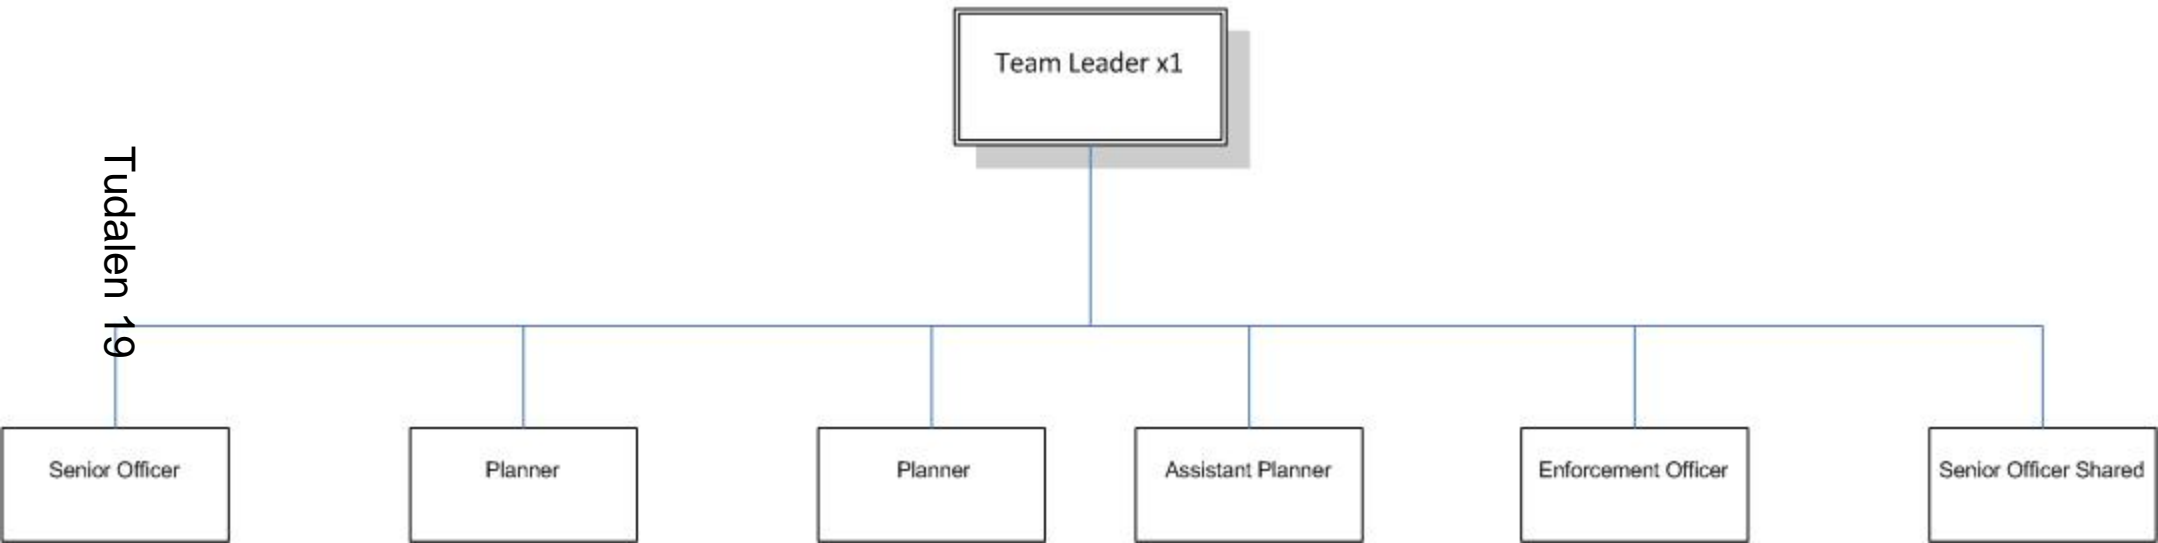 Team Leader x1
Tudalen 19
Senior Officer
Planner
Planner
Assistant Planner
Enforcement Officer
Senior Officer Shared